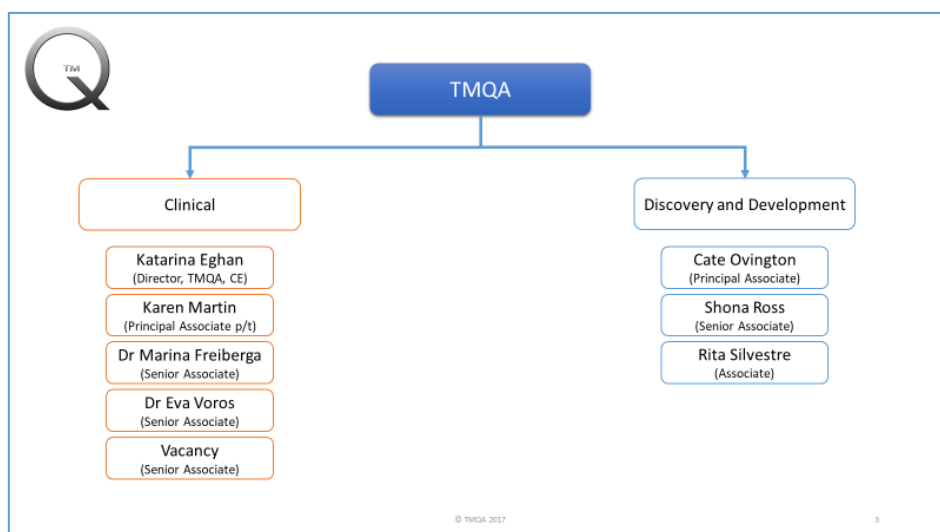 TM
TMQA
Clinical
Katarina Eghan
(Director, TMQA, CE)
Karen Martin
(Principal Associate p/t)
Dr Marina Freiberga
(Senior Associate)
Dr Eva Voros
(Senior Associate)
Vacancy
(Senior Associate)
Discovery and Development
Cate Ovington
(Principal Associate)
Shona Ross
(Senior Associate)
Rita Silvestre
(Associate)
© TMQA 2017
3